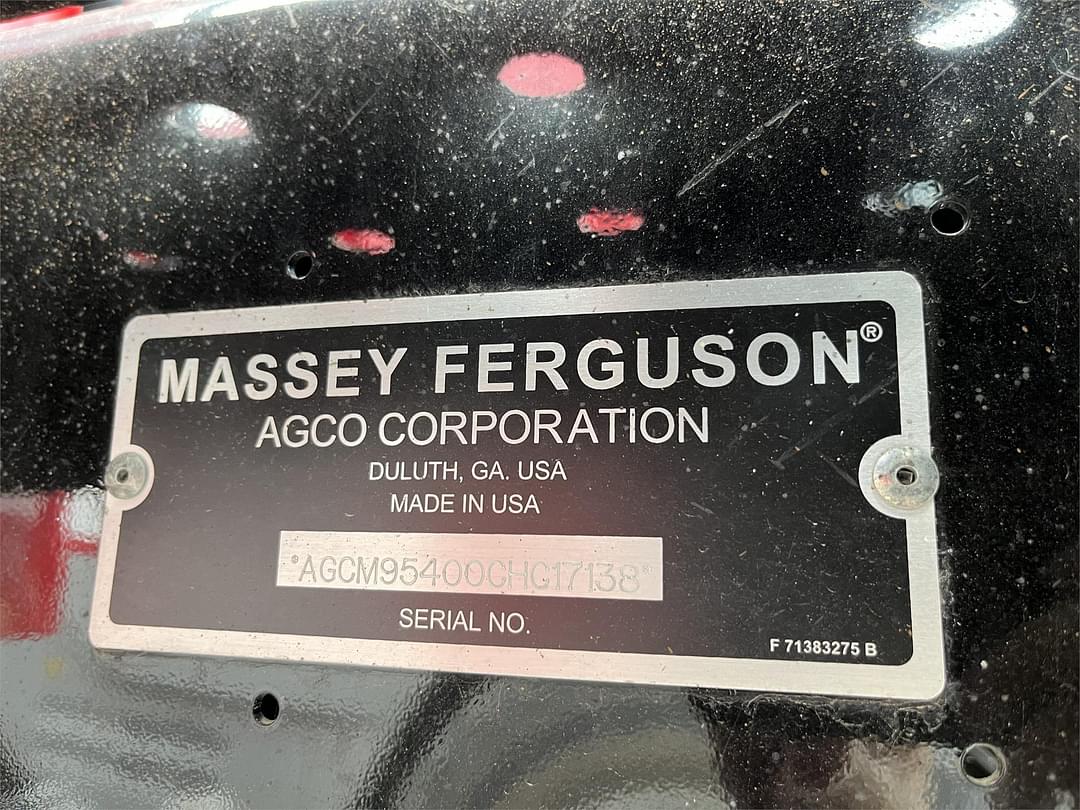 MASSEY FERGUSON®
AGCO CORPORATION
DULUTH, GA. USA
MADE IN USA
*AGCM95400CHC17138*
SERIAL NO.
F 71383275 B